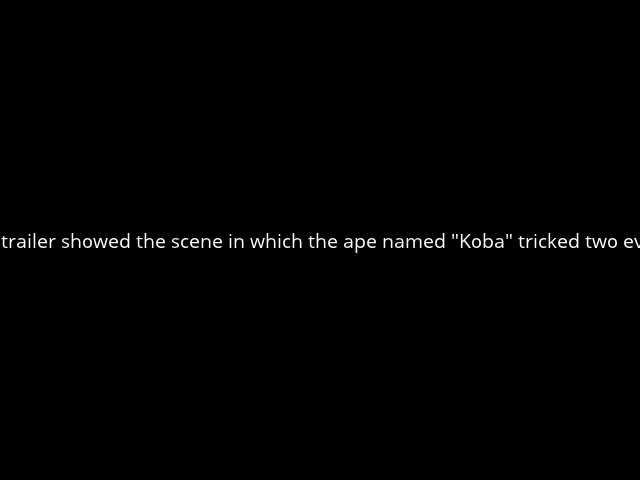 trailer showed the scene in which the ape named "Koba" tricked two